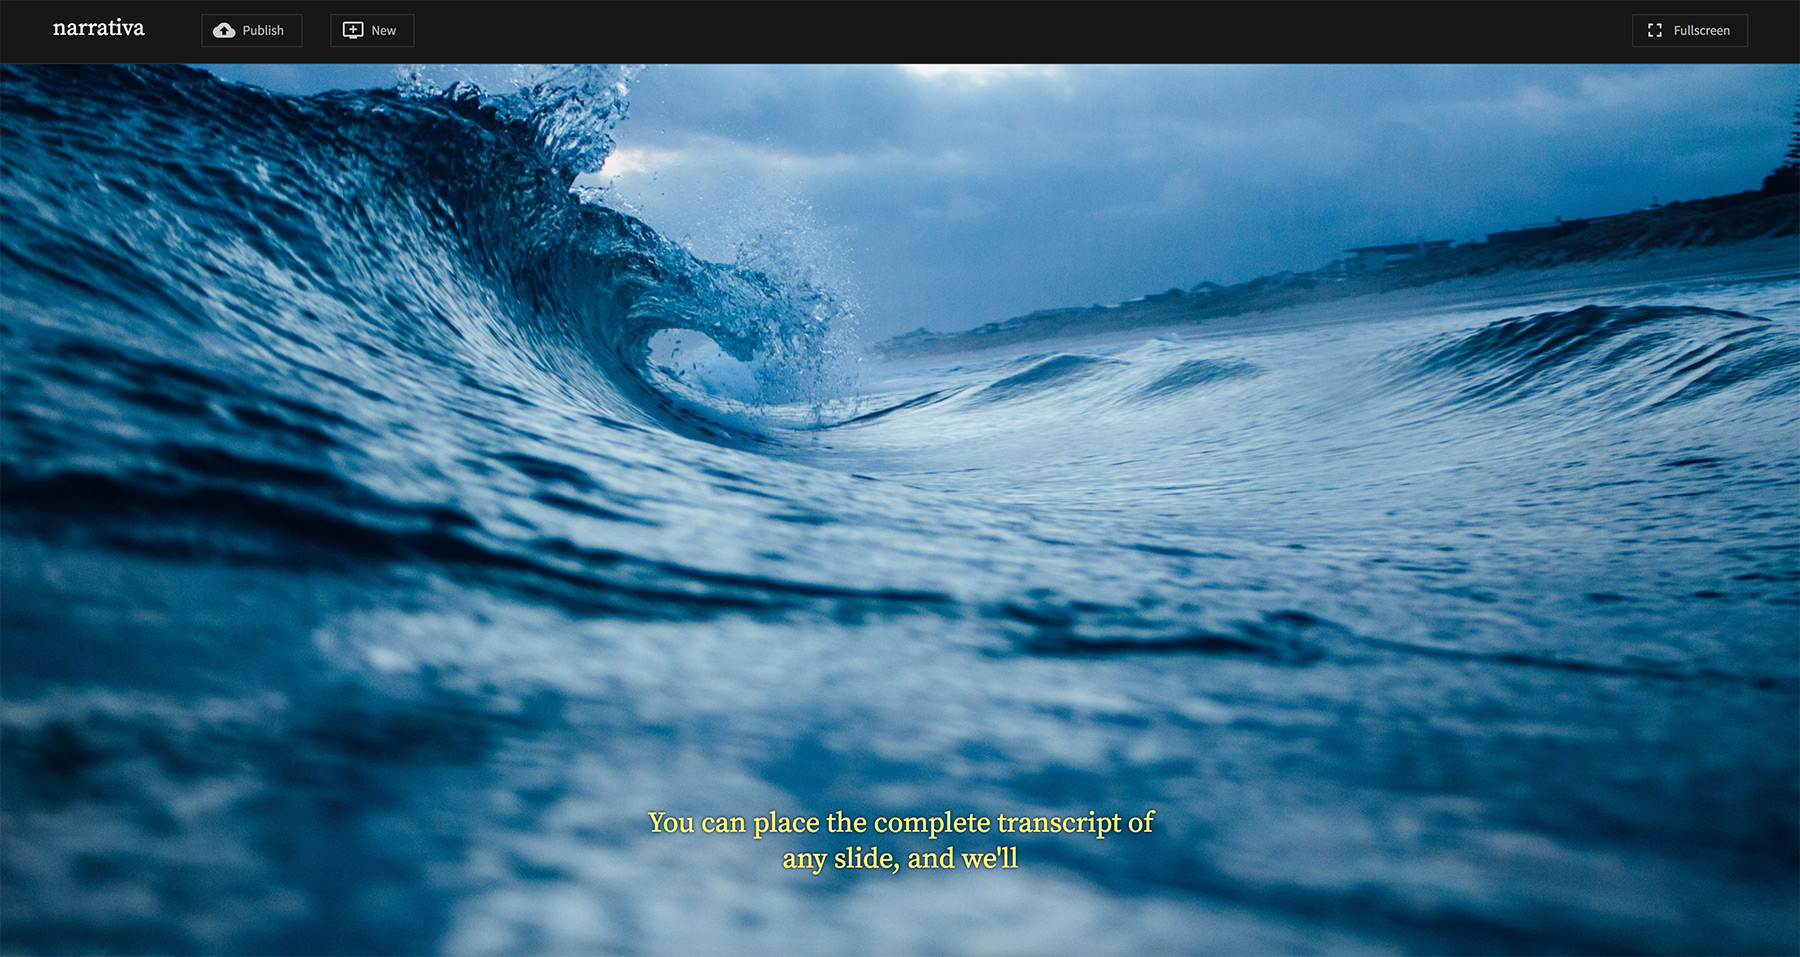 narrativa
Publish
New
Fullscreen
You can place the complete transcript of
any slide, and we'll